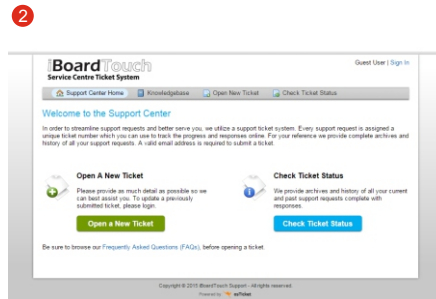 2
iBoardTouch
Service Centre Ticket System
Guest User | Sign In
Support Center Home Knowledgebase Open New Ticket Check Ticket Status
Welcome to the Support Center
In order to streamline support requests and better serve you, we utilize a support ticket system. Every support request is assigned a
unique ticket number which you can use to track the progress and responses online. For your reference we provide complete archives and
history of all your support requests. A valid email address is required to submit a ticket.
Open A New Ticket
Please provide as much detail as possible so we
can best assist you. To update a previously
submitted ticket, please login.
Open a New Ticket
Check Ticket Status
We provide archives and history of all your current
and past support requests complete with
responses.
Check Ticket Status
Be sure to browse our Frequently Asked Questions (FAQs), before opening a ticket.
Copyright © 2015 iBoardTouch Support - All rights reserved.
Powered by osTicket